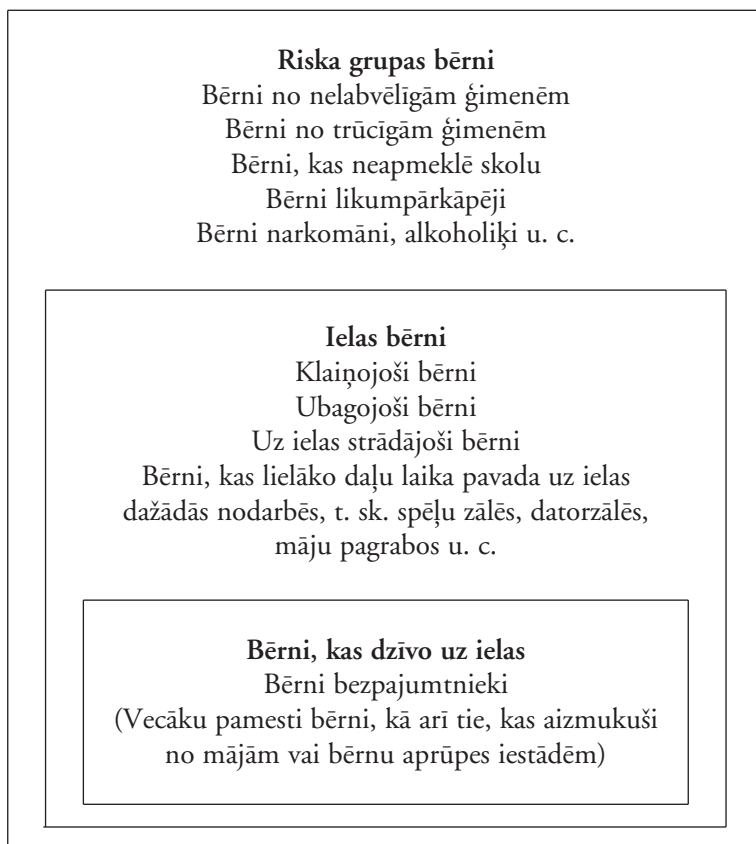 Riska grupas bērni
Bērni no nelabvēlīgām ģimenēm
Bērni no trūcīgām ģimenēm
Bērni, kas neapmeklē skolu
Bērni likumpārkāpēji
Bērni narkomāni, alkoholiķi u. c.
Ielas bērni
Klaiņojoši bērni
Ubagojoši bērni
Uz ielas strādājoši bērni
Bērni, kas lielāko daļu laika pavada uz ielas
dažādās nodarbēs, t. sk. spēļu zālēs, datorzālēs,
māju pagrabos u. c.
Bērni, kas dzīvo uz ielas
Bērni bezpajumtnieki
(Vecāku pamesti bērni, kā arī tie, kas aizmukuši
no mājām vai bērnu aprūpes iestādēm)